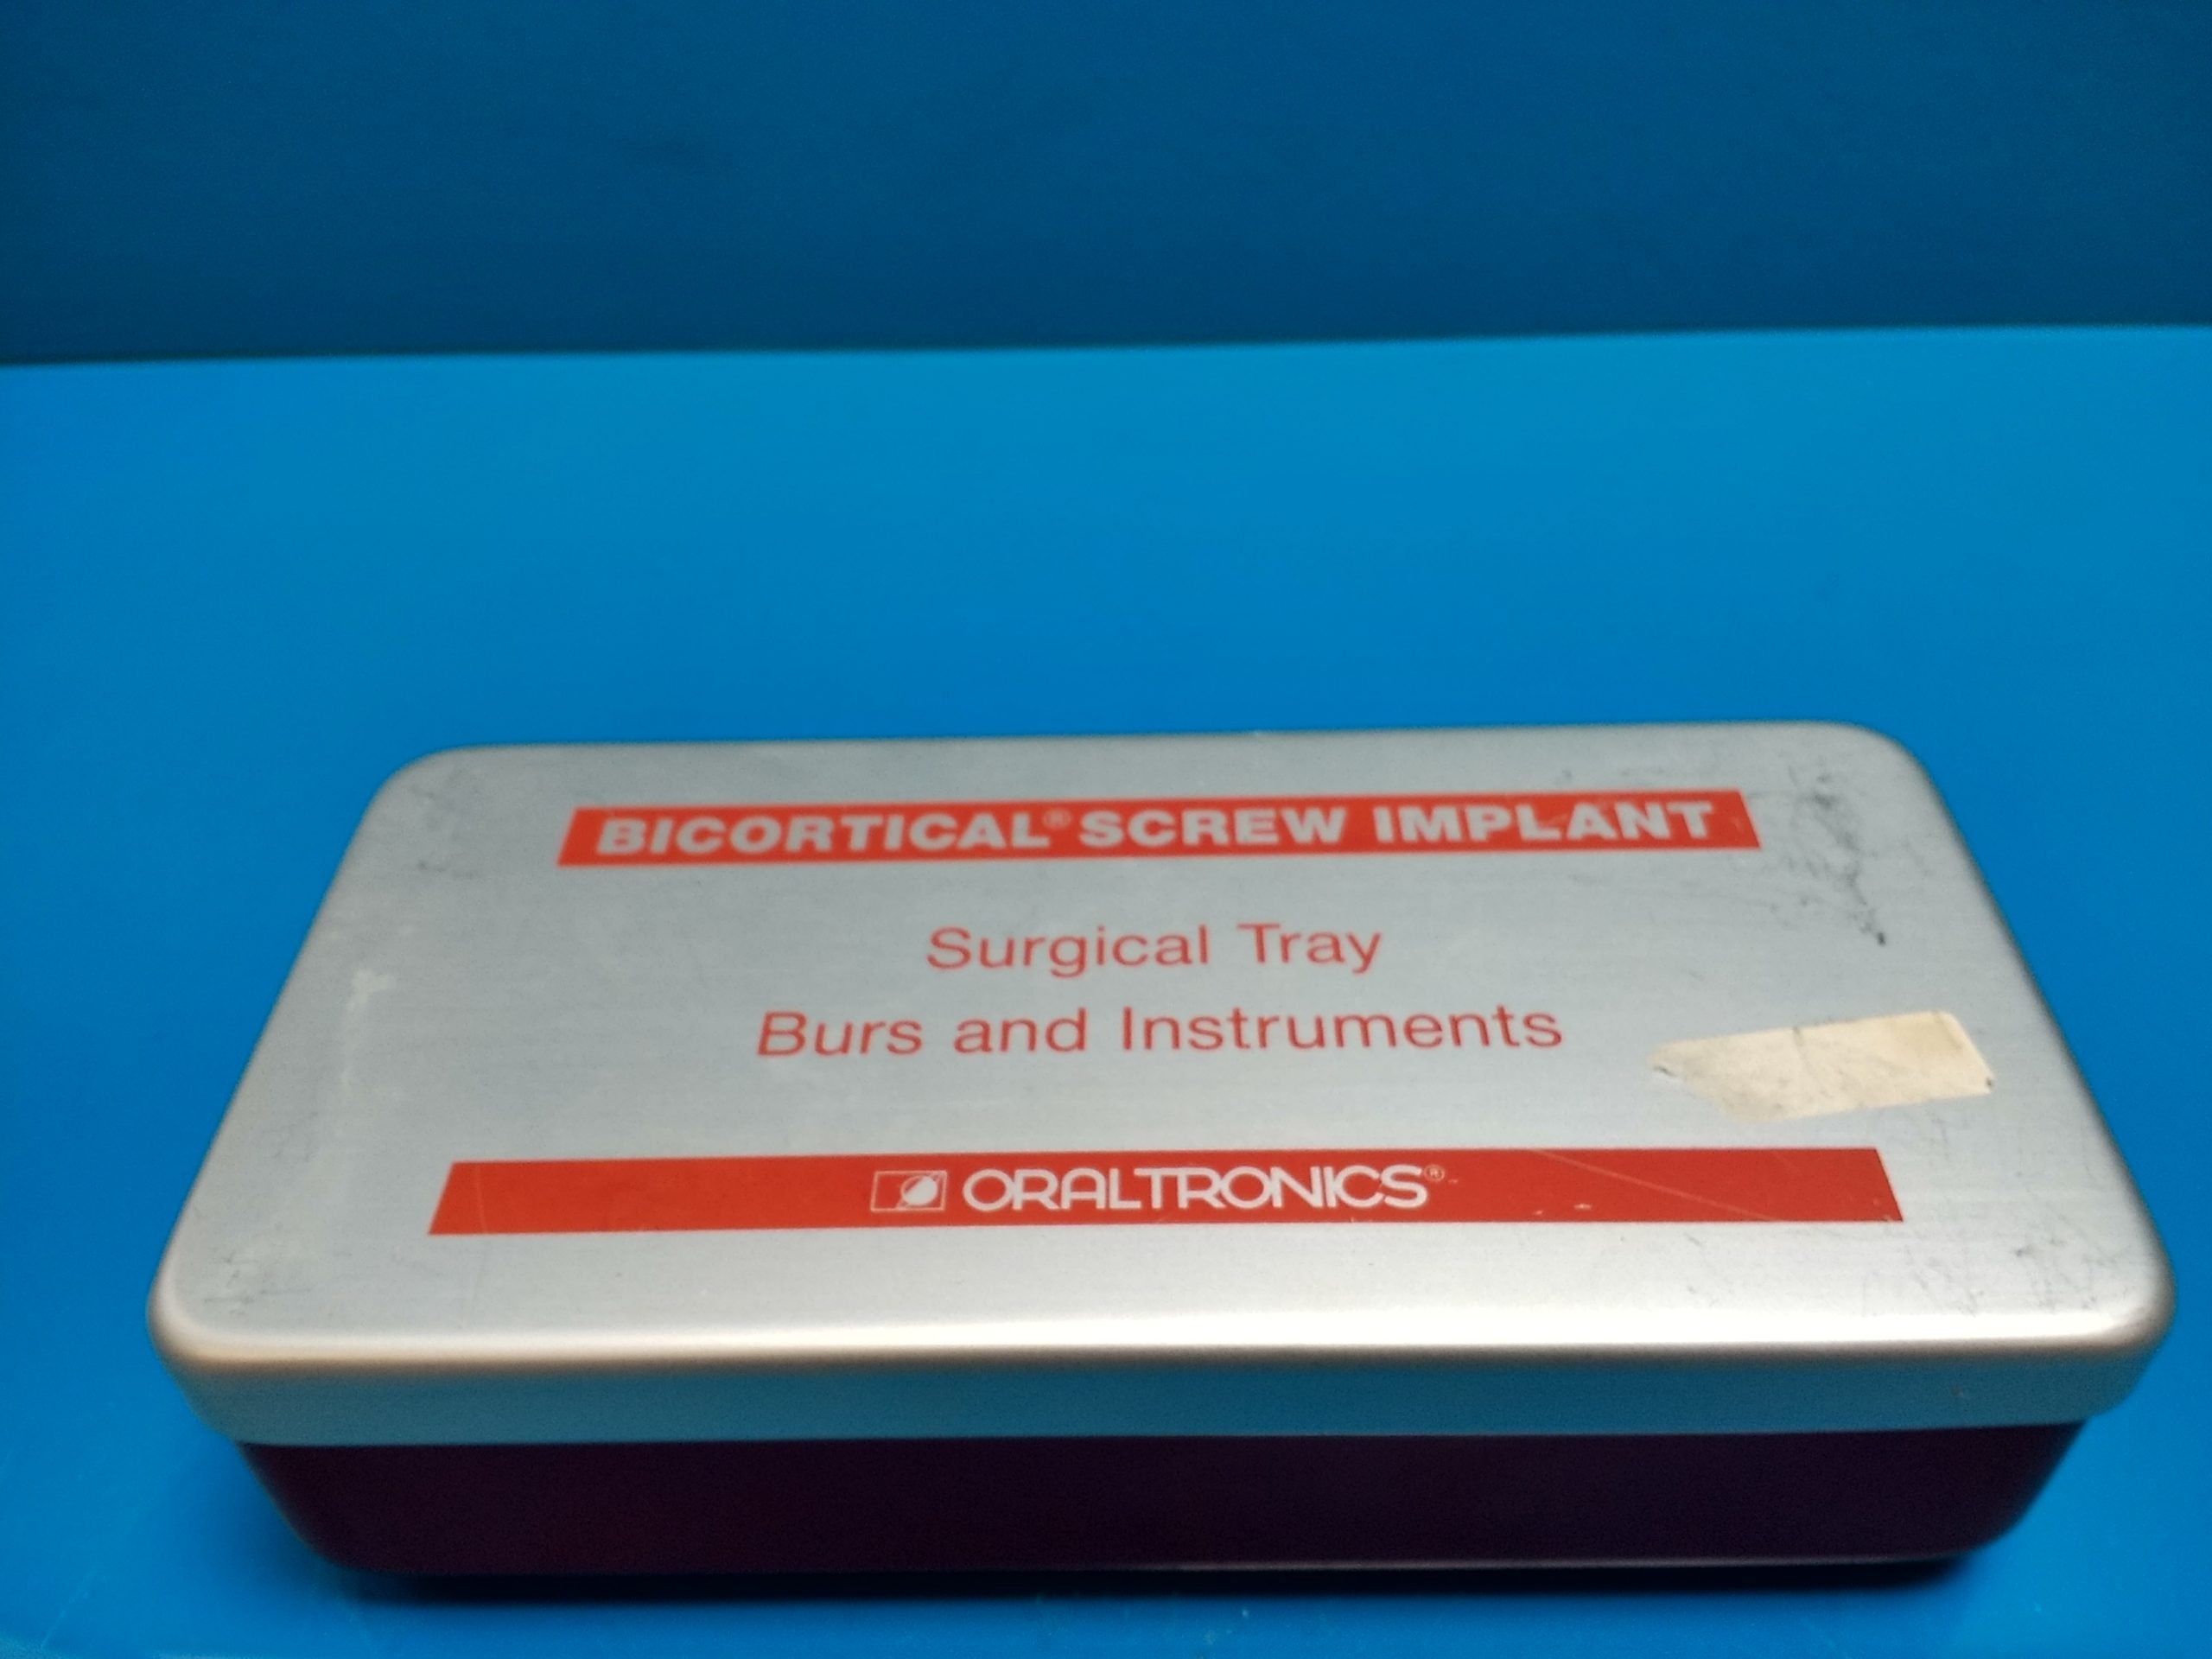 BICORTICAL® SCREW IMPLANT
Surgical Tray
Burs and Instruments
ORALTRONICS®